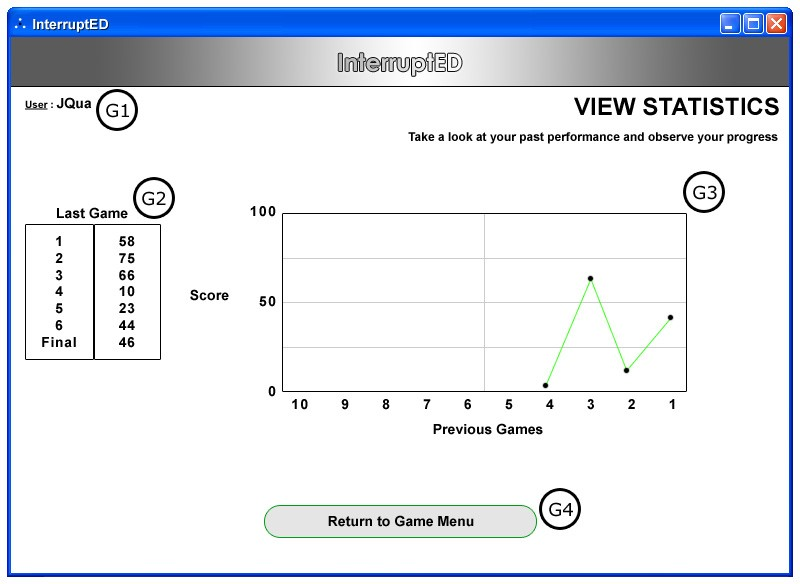 InterruptED
InterruptED
User : JQua G1
VIEW STATISTICS
Take a look at your past performance and observe your progress
G2
Last Game
1 58
2 75
3 66
4 10
5 23
6 44
Final 46
G3
100
Score
50
0
10 9 8 7 6 5 4 3 2 1
Previous Games
Return to Game Menu
G4